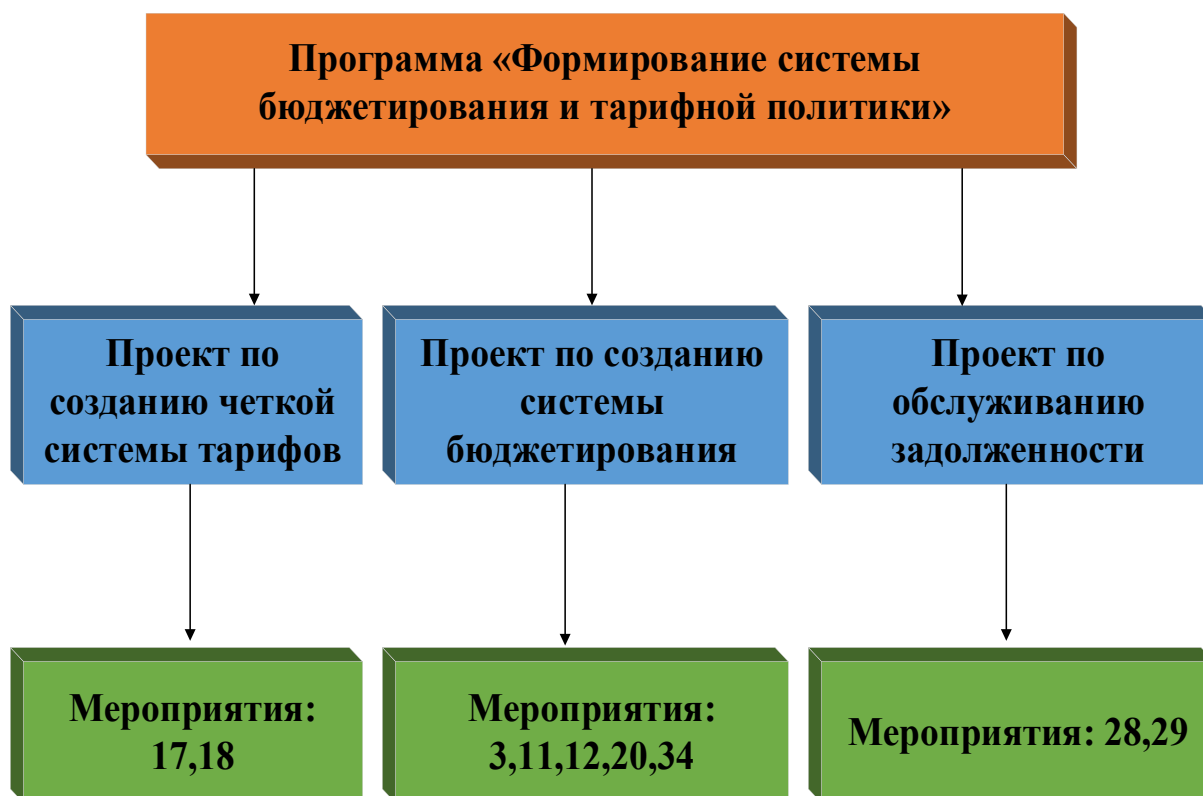 Программа «Формирование системы
бюджетирования и тарифной политики»
Проект по
созданию четкой
системы тарифов
Проект по созданию
системы
бюджетирования
Проект по
обслуживанию
задолженности
Мероприятия:
17,18
Мероприятия:
3,11,12,20,34
Мероприятия: 28,29